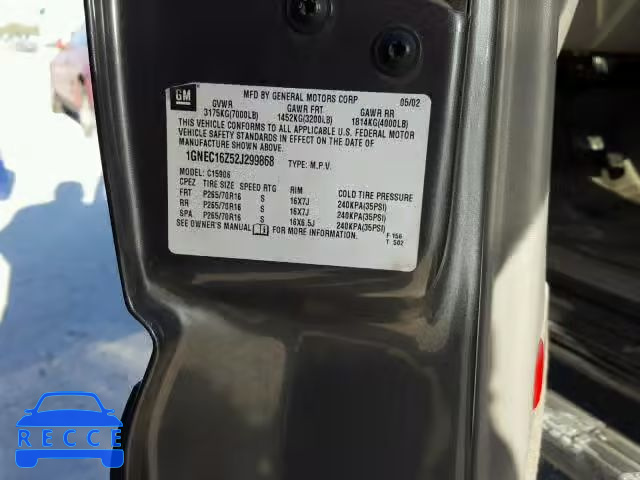 GM
MFD BY GENERAL MOTORS CORP 05/02
GVWR GAWR FRT GAWR RR
3175KG(7000LB) 1452KG(3200LB) 1814KG(4000LB)
THIS VEHICLE CONFORMS TO ALL APPLICABLE U.S. FEDERAL MOTOR
VEHICLE SAFETY STANDARDS IN EFFECT ON THE DATE OF
MANUFACTURE SHOWN ABOVE.
1GNEC16Z52J299868 TYPE: M.P.V.
MODEL: C15906
CPEZ TIRE SIZE SPEED RTG RIM COLD TIRE PRESSURE
FRT P265/70R16 S 16X7J 240KPA(35PSI)
RR P265/70R16 S 16X7J 240KPA(35PSI)
SPA P265/70R16 S 16X6.5J 240KPA(35PSI)
SEE OWNER'S MANUAL FOR MORE INFORMATION.
F 156
T 502
RECCE